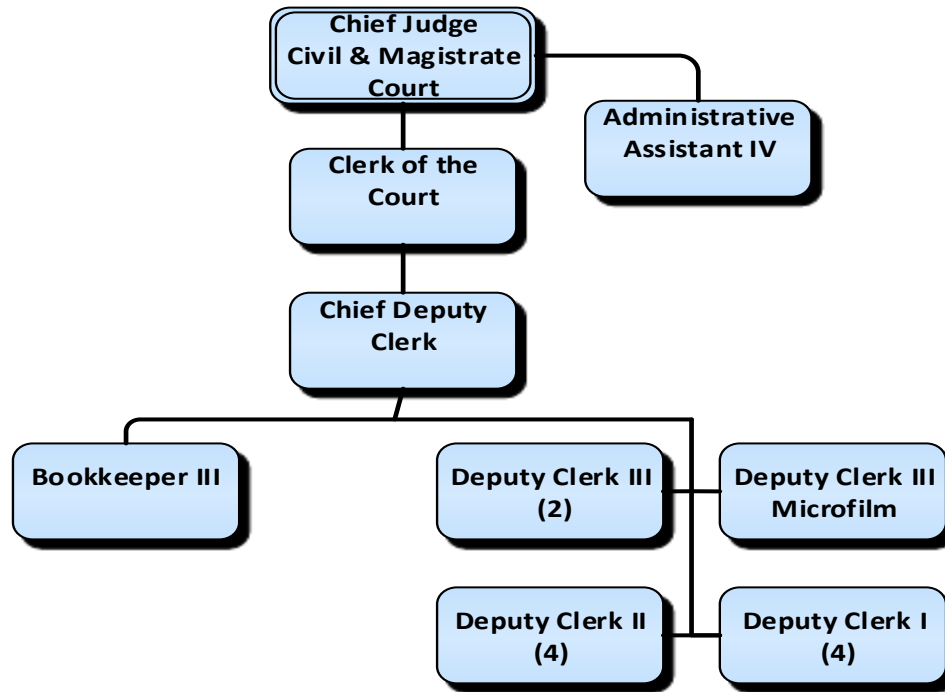 Chief Judge
Civil & Magistrate
Court
Administrative
Assistant IV
Clerk of the
Court
Chief Deputy
Clerk
Bookkeeper III
Deputy Clerk III
(2)
Deputy Clerk III
Microfilm
Deputy Clerk II
(4)
Deputy Clerk I
(4)